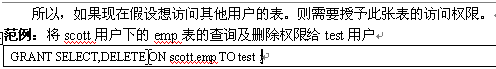 所以，如果现在假设想访问其他用户的表。则需要授予此张表的访问权限。
范例：将 scott 用户下的 emp 表的查询及删除权限给 test 用户
GRANT SELECT,DELETE ON scott.emp TO test ;